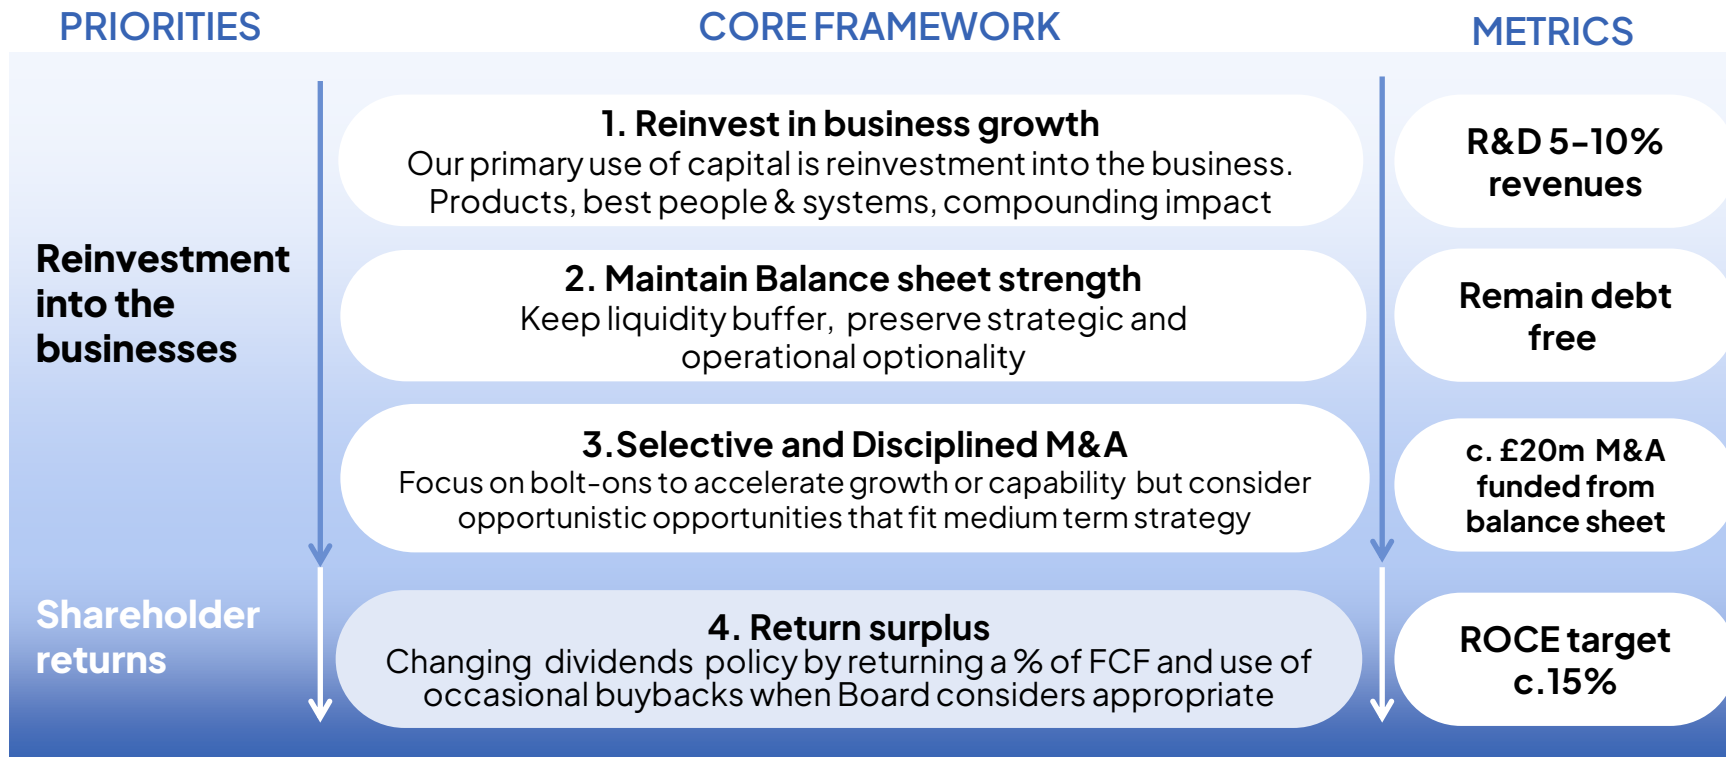 PRIORITIES
CORE FRAMEWORK
METRICS
Reinvestment
into the
businesses
1. Reinvest in business growth
Our primary use of capital is reinvestment into the business.
Products, best people & systems, compounding impact
R&D 5-10%
revenues
2. Maintain Balance sheet strength
Keep liquidity buffer, preserve strategic and
operational optionality
Remain debt
free
3.Selective and Disciplined M&A
Focus on bolt-ons to accelerate growth or capability but consider
opportunistic opportunities that fit medium term strategy
c. £20m M&A
funded from
balance sheet
Shareholder
returns
4. Return surplus
Changing dividends policy by returning a % of FCF and use of
occasional buybacks when Board considers appropriate
ROCE target
c.15%